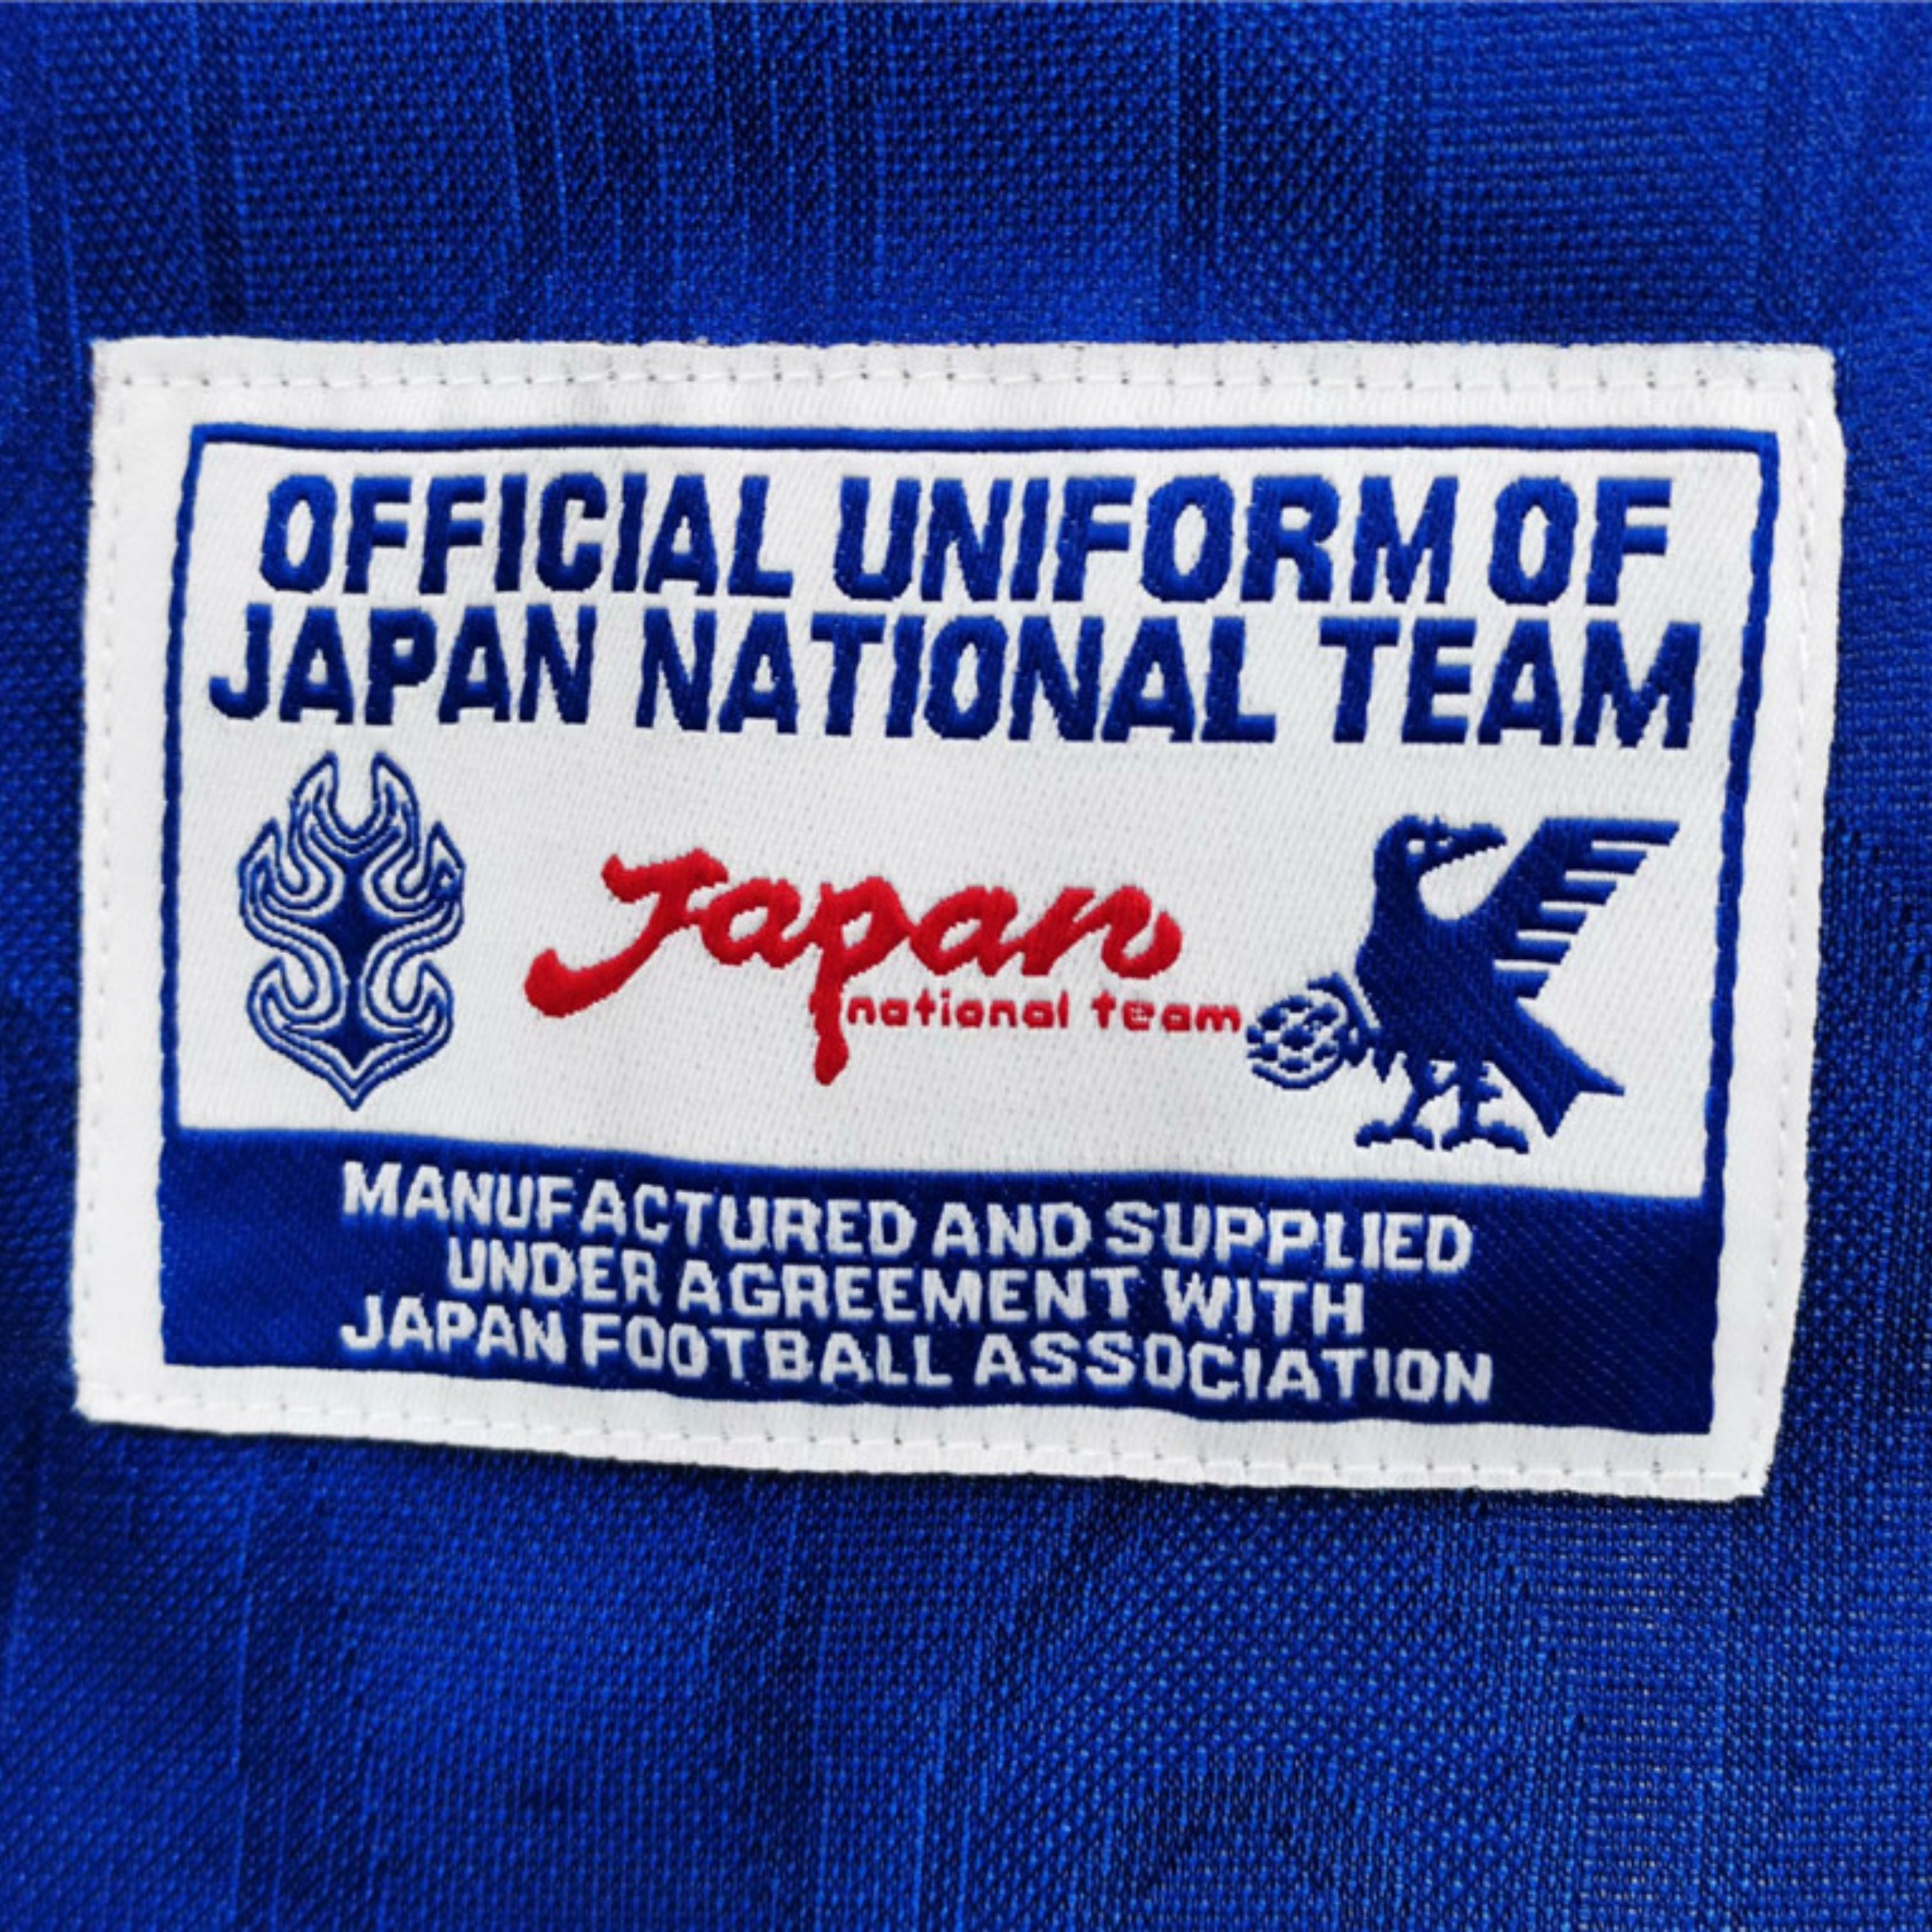 OFFICIAL UNIFORM OF
JAPAN NATIONAL TEAM
Japan
national team
MANUFACTURED AND SUPPLIED
UNDER AGREEMENT WITH
JAPAN FOOTBALL ASSOCIATION